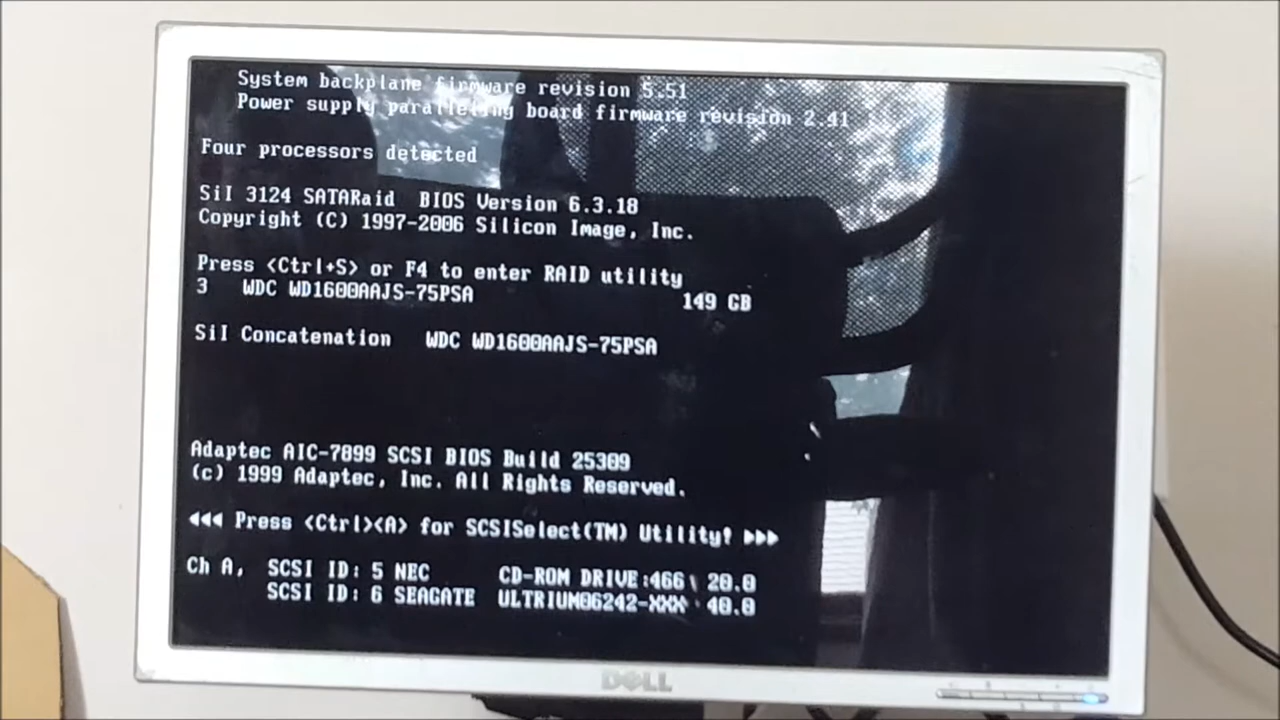 System backplane firmware revision 5.51
Power supply paralleling board firmware revision 2.41
Four processors detected
SiI 3124 SATARaid BIOS Version 6.3.18
Copyright (C) 1997-2006 Silicon Image, Inc.
Press <Ctrl+S> or F4 to enter RAID utility
3 WDC WD1600AAJS-75PSA 149 GB
SiI Concatenation WDC WD1600AAJS-75PSA
Adaptec AIC-7899 SCSI BIOS Build 25309
(c) 1999 Adaptec, Inc. All Rights Reserved.
◄◄◄ Press <Ctrl><A> for SCSISelect(TM) Utility! ►►►
Ch A, SCSI ID: 5 NEC CD-ROM DRIVE:466 20.0
SCSI ID: 6 SEAGATE ULTRIUM06242-XXX 40.0
DELL